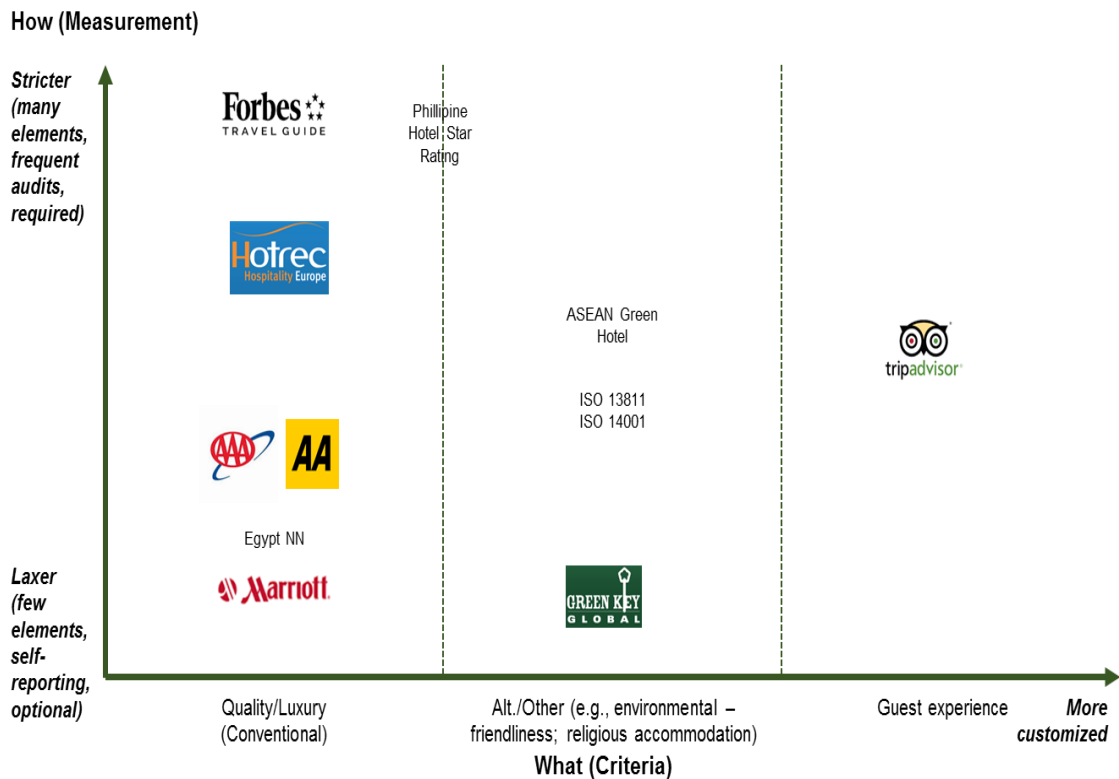 How (Measurement)
Stricter
(many
elements,
frequent
audits,
required)
Forbes
TRAVEL GUIDE
Phillipine
Hotel Star
Rating
Hotrec
Hospitality Europe
ASEAN Green
Hotel
tripadvisor®
ISO 13811
ISO 14001
AAA
AA
Egypt NN
Marriott.
GREEN KEY
GLOBAL
Laxer
(few
elements,
self-
reporting,
optional)
Quality/Luxury
(Conventional)
Alt./Other (e.g., environmental –
friendliness; religious accommodation)
Guest experience
More
customized
What (Criteria)